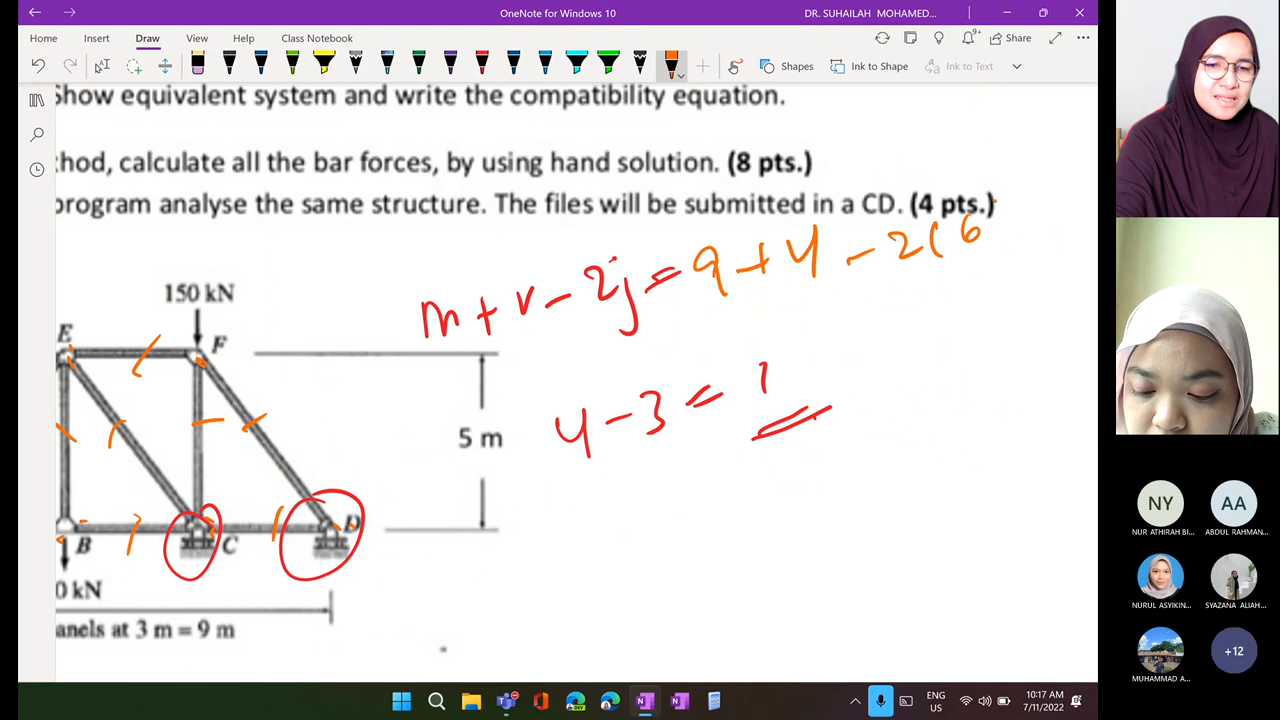 OneNote for Windows 10
DR. SUHAILAH MOHAMED...
Home Insert Draw View Help Class Notebook
9+ Share
Shapes Ink to Shape Ink to Text
Show equivalent system and write the compatibility equation.
thod, calculate all the bar forces, by using hand solution. (8 pts.)
program analyse the same structure. The files will be submitted in a CD. (4 pts.)
m + r - 2j = 9 + 4 - 2(6
150 kN
E
F
4 - 3 = 1
5 m
B
C
D
0 kN
anels at 3 m = 9 m
NY
NUR ATHIRAH BI...
AA
ABDUL RAHMAN...
NURUL ASYIKIN...
SYAZANA ALIAH...
MUHAMMAD A...
+12
DEV
ENG
US
10:17 AM
7/11/2022